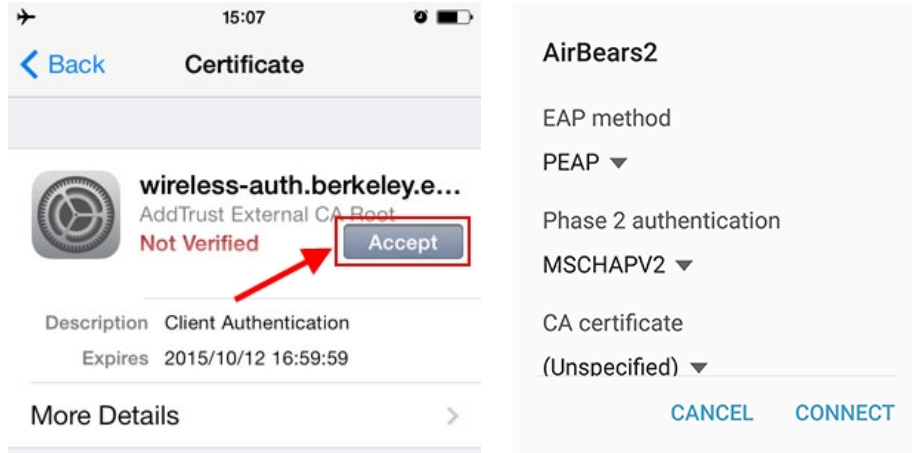 15:07
Back
Certificate
wireless-auth.berkeley.e...
AddTrust External CA Root
Not Verified
Accept
Description Client Authentication
Expires 2015/10/12 16:59:59
More Details
AirBears2
EAP method
PEAP
Phase 2 authentication
MSCHAPV2
CA certificate
(Unspecified)
CANCEL CONNECT